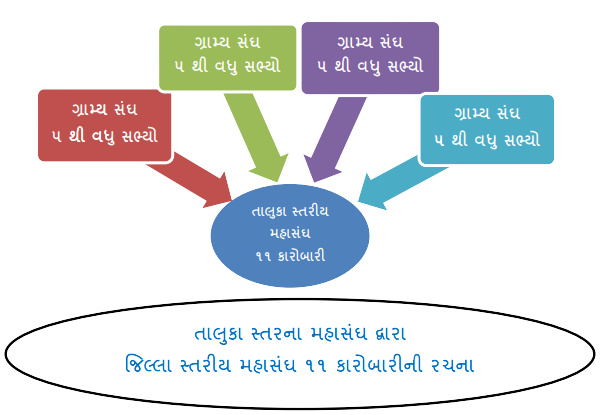 ગ્રામ્ય સંઘ
૫ થી વધુ સભ્યો
ગ્રામ્ય સંઘ
૫ થી વધુ સભ્યો
ગ્રામ્ય સંઘ
૫ થી વધુ સભ્યો
ગ્રામ્ય સંઘ
૫ થી વધુ સભ્યો
તાલુકા સ્તરીય
મહાસંઘ
૧૧ કારોબારી
તાલુકા સ્તરના મહાસંઘ દ્વારા
જિલ્લા સ્તરીય મહાસંઘ ૧૧ કારોબારીની રચના